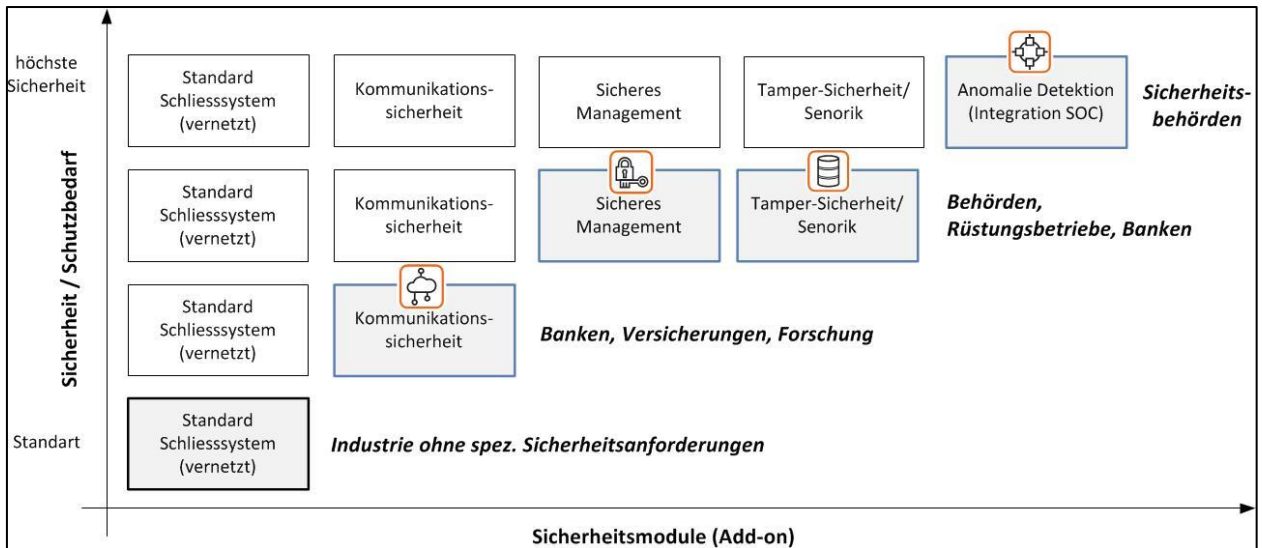 höchste
Sicherheit
Standard
Schliesssystem
(vernetzt)
Kommunikations-
sicherheit
Sicheres
Management
Tamper-Sicherheit/
Senorik
Anomalie Detektion
(Integration SOC)
Sicherheits-
behörden
Standard
Schliesssystem
(vernetzt)
Kommunikations-
sicherheit
Sicheres
Management
Tamper-Sicherheit/
Senorik
Behörden,
Rüstungsbetriebe, Banken
Sicherheit / Schutzbedarf
Standard
Schliesssystem
(vernetzt)
Kommunikations-
sicherheit
Banken, Versicherungen, Forschung
Standart
Standard
Schliesssystem
(vernetzt)
Industrie ohne spez. Sicherheitsanforderungen
Sicherheitsmodule (Add-on)